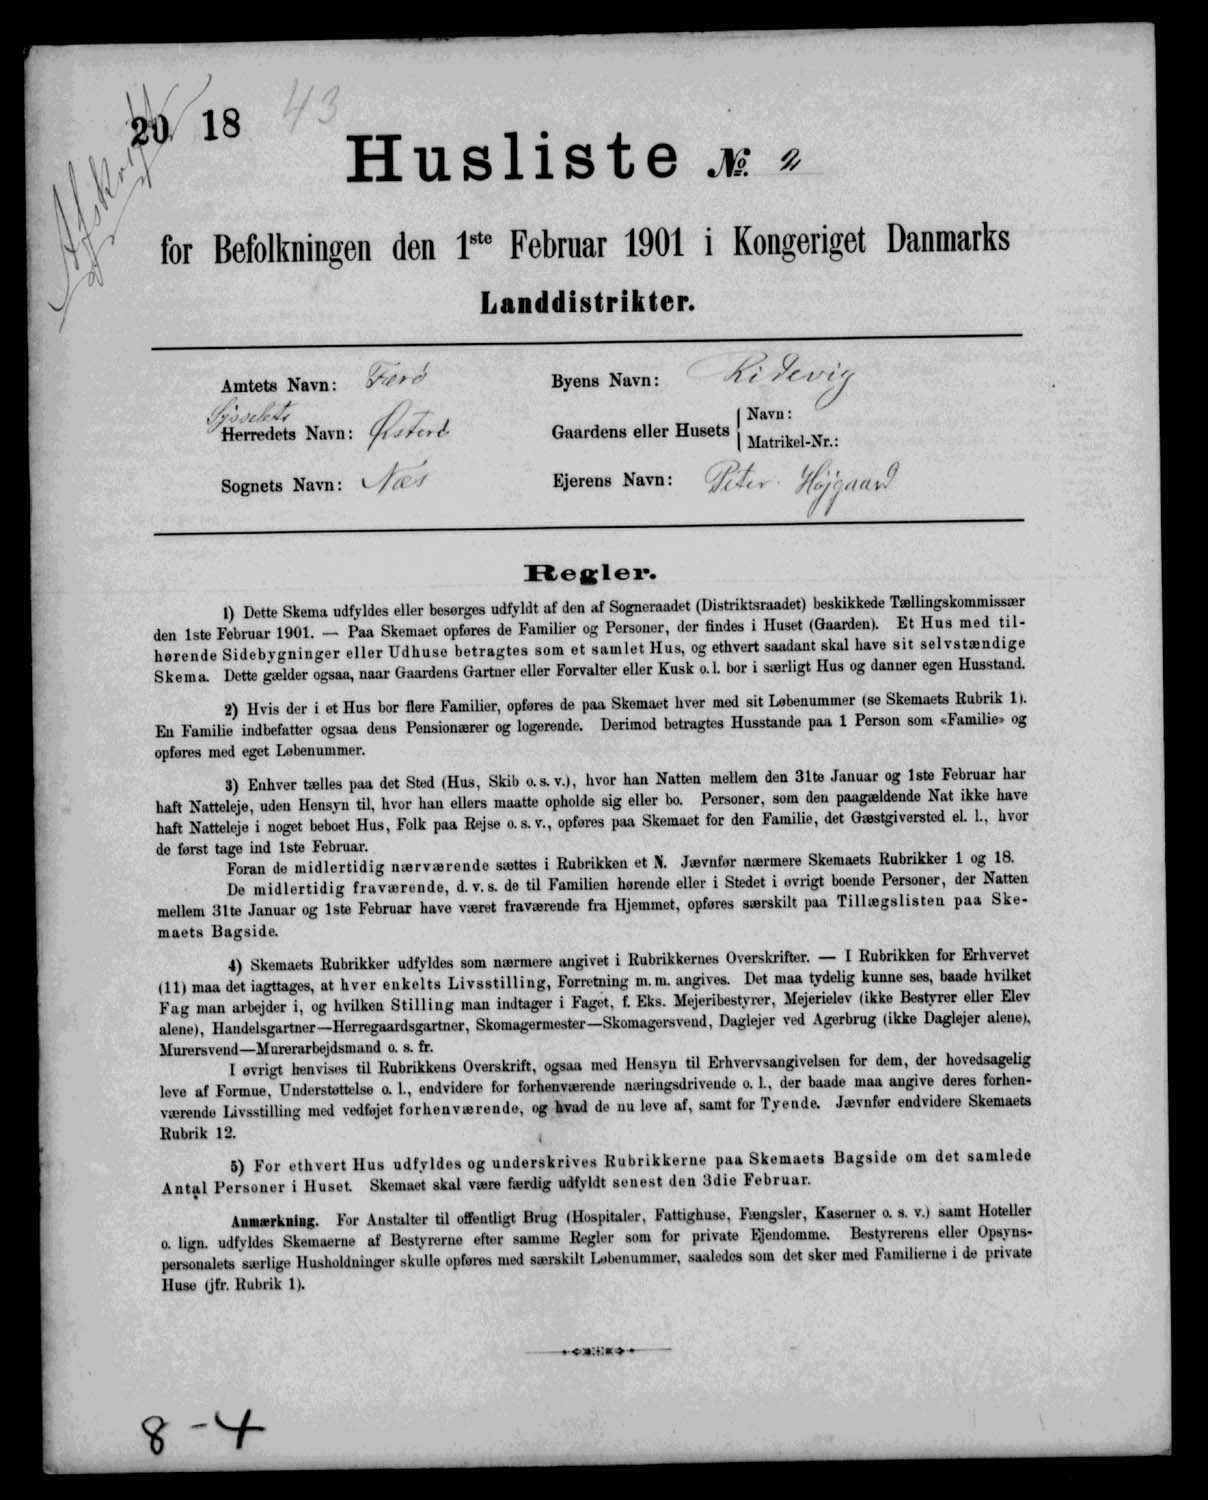 20 18 43
Afskrift
Husliste № 2
for Befolkningen den 1ste Februar 1901 i Kongeriget Danmarks
Landdistrikter.
Amtets Navn: Færø
Byens Navn: Ridevig
Sysselets
Herredets Navn: Østerø
Gaardens eller Husets
Navn:
Matrikel-Nr.:
Sognets Navn: Næs
Ejerens Navn: Peter Højgaard
Regler.
1) Dette Skema udfyldes eller besørges udfyldt af den af Sogneraadet (Distriktsraadet) beskikkede Tællingskommissær
den 1ste Februar 1901. — Paa Skemaet opføres de Familier og Personer, der findes i Huset (Gaarden). Et Hus med til-
hørende Sidebygninger eller Udhuse betragtes som et samlet Hus, og ethvert saadant skal have sit selvstændige
Skema. Dette gælder ogsaa, naar Gaardens Gartner eller Forvalter eller Kusk o. l. bor i særligt Hus og danner egen Husstand.
2) Hvis der i et Hus bor flere Familier, opføres de paa Skemaet hver med sit Løbenummer (se Skemaets Rubrik 1).
En Familie indbefatter ogsaa dens Pensionærer og logerende. Derimod betragtes Husstande paa 1 Person som «Familie» og
opføres med eget Løbenummer.
3) Enhver tælles paa det Sted (Hus, Skib o. s. v.), hvor han Natten mellem den 31te Januar og 1ste Februar har
haft Natteleje, uden Hensyn til, hvor han ellers maatte opholde sig eller bo. Personer, som den paagældende Nat ikke have
haft Natteleje i noget beboet Hus, Folk paa Rejse o. s. v., opføres paa Skemaet for den Familie, det Gæstgiversted el. l., hvor
de først tage ind 1ste Februar.
Foran de midlertidig nærværende sættes i Rubrikken et N. Jævnfør nærmere Skemaets Rubrikker 1 og 18.
De midlertidig fraværende, d. v. s. de til Familien hørende eller i Stedet i øvrigt boende Personer, der Natten
mellem 31te Januar og 1ste Februar have været fraværende fra Hjemmet, opføres særskilt paa Tillægslisten paa Ske-
maets Bagside.
4) Skemaets Rubrikker udfyldes som nærmere angivet i Rubrikkernes Overskrifter. — I Rubrikken for Erhvervet
(11) maa det iagttages, at hver enkelts Livsstilling, Forretning m. m. angives. Det maa tydelig kunne ses, baade hvilket
Fag man arbejder i, og hvilken Stilling man indtager i Faget, f. Eks. Mejeribestyrer, Mejerielev (ikke Bestyrer eller Elev
alene), Handelsgartner—Herregaardsgartner, Skomagermester—Skomagersvend, Daglejer ved Agerbrug (ikke Daglejer alene),
Murersvend—Murerarbejdsmand o. s. fr.
I øvrigt henvises til Rubrikkens Overskrift, ogsaa med Hensyn til Erhvervsangivelsen for dem, der hovedsagelig
leve af Formue, Understøttelse o. l., endvidere for forhenværende næringsdrivende o. l., der baade maa angive deres forhen-
værende Livsstilling med vedføjet forhenværende, og hvad de nu leve af, samt for Tyende. Jævnfør endvidere Skemaets
Rubrik 12.
5) For ethvert Hus udfyldes og underskrives Rubrikkerne paa Skemaets Bagside om det samlede
Antal Personer i Huset. Skemaet skal være færdig udfyldt senest den 3die Februar.
Anmærkning. For Anstalter til offentligt Brug (Hospitaler, Fattighuse, Fængsler, Kaserner o. s. v.) samt Hoteller
o. lign. udfyldes Skemaerne af Bestyrerne efter samme Regler som for private Ejendomme. Bestyrerens eller Opsyns-
personalets særlige Husholdninger skulle opføres med særskilt Løbenummer, saaledes som det sker med Familierne i de private
Huse (jfr. Rubrik 1).
8-4